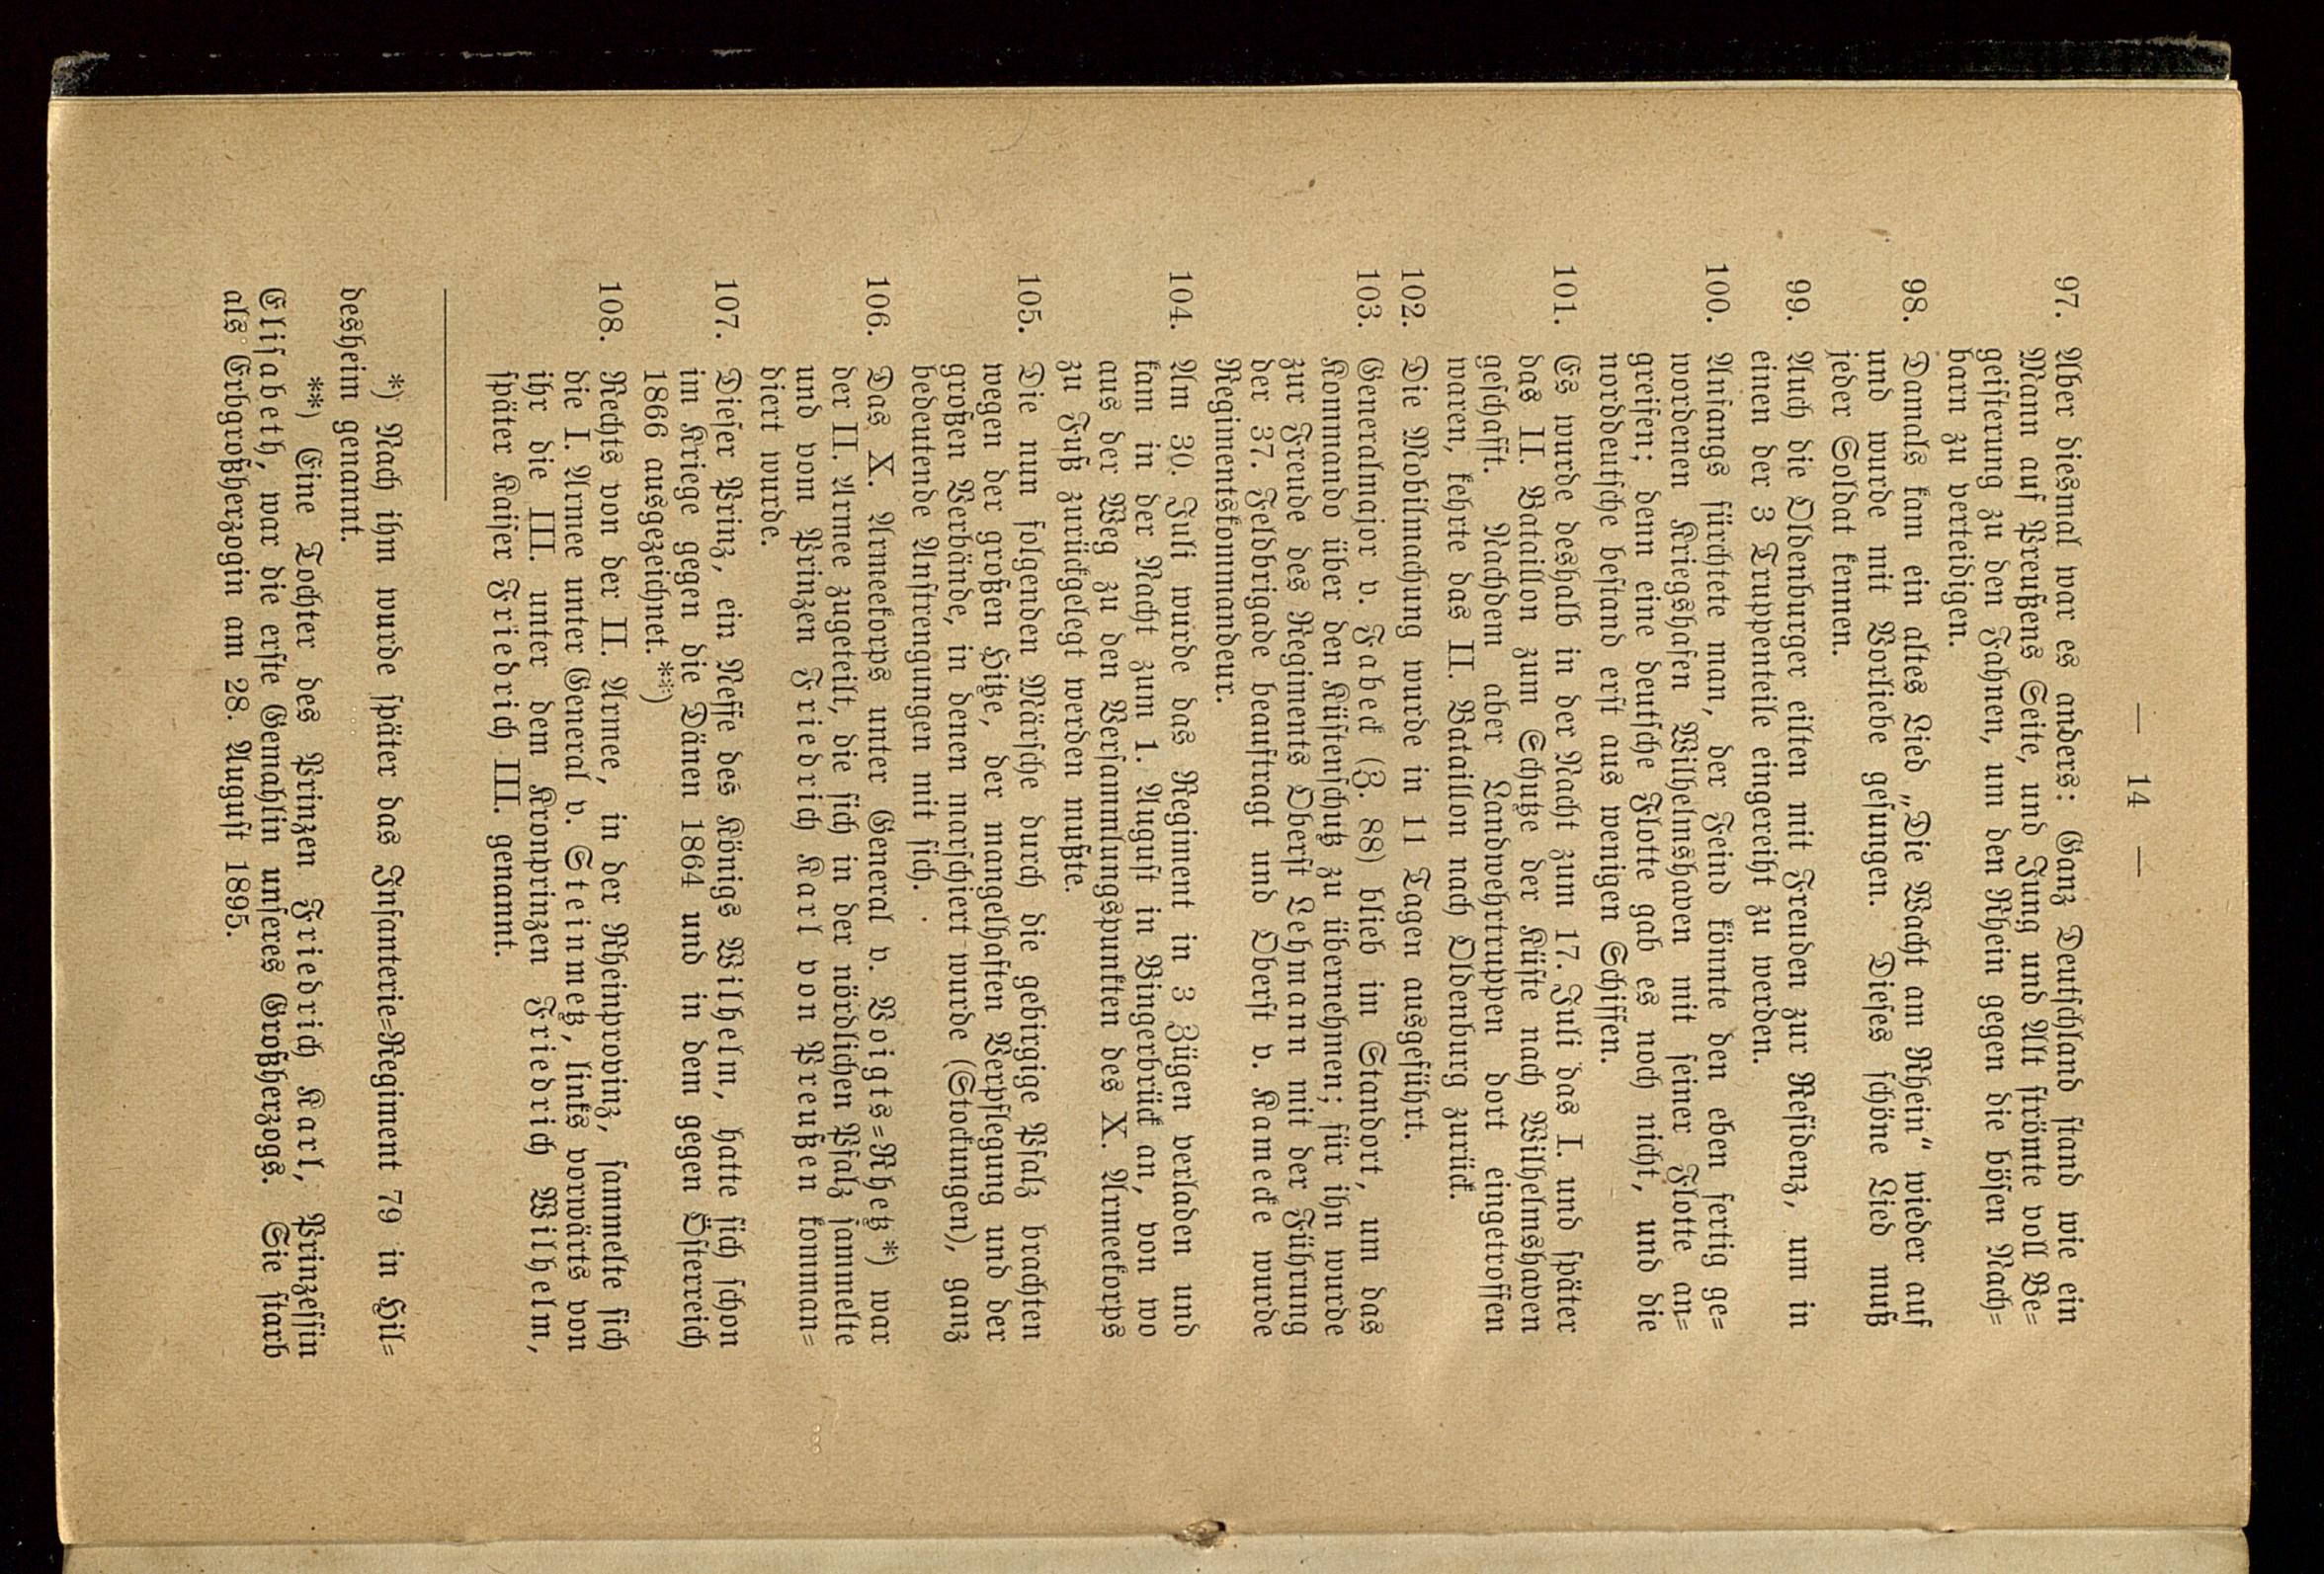 — 14 —
97. Aber diesmal war es anders: Ganz Deutschland stand wie ein
Mann auf Preußens Seite, und Jung und Alt strömte voll Be=
geisterung zu den Fahnen, um den Rhein gegen die bösen Nach=
barn zu verteidigen.
98. Damals kam ein altes Lied „Die Wacht am Rhein“ wieder auf
und wurde mit Vorliebe gesungen. Dieses schöne Lied muß
jeder Soldat kennen.
99. Auch die Oldenburger eilten mit Freuden zur Residenz, um in
einen der 3 Truppenteile eingereiht zu werden.
100. Anfangs fürchtete man, der Feind könnte den eben fertig ge=
wordenen Kriegshafen Wilhelmshaven mit seiner Flotte an=
greifen; denn eine deutsche Flotte gab es noch nicht, und die
norddeutsche bestand erst aus wenigen Schiffen.
101. Es wurde deshalb in der Nacht zum 17. Juli das I. und später
das II. Bataillon zum Schutze der Küste nach Wilhelmshaven
geschafft. Nachdem aber Landwehrtruppen dort eingetroffen
waren, kehrte das II. Bataillon nach Oldenburg zurück.
102. Die Mobilmachung wurde in 11 Tagen ausgeführt.
103. Generalmajor v. Fabeck (Z. 88) blieb im Standort, um das
Kommando über den Küstenschutz zu übernehmen; für ihn wurde
zur Freude des Regiments Oberst Lehmann mit der Führung
der 37. Feldbrigade beauftragt und Oberst v. Kamecke wurde
Regimentskommandeur.
104. Am 30. Juli wurde das Regiment in 3 Zügen verladen und
kam in der Nacht zum 1. August in Bingerbrück an, von wo
aus der Weg zu den Versammlungspunkten des X. Armeekorps
zu Fuß zurückgelegt werden mußte.
105. Die nun folgenden Märsche durch die gebirgige Pfalz brachten
wegen der großen Hitze, der mangelhaften Verpflegung und der
großen Verbände, in denen marschiert wurde (Stockungen), ganz
bedeutende Anstrengungen mit sich.
106. Das X. Armeekorps unter General v. Voigts=Rhetz*) war
der II. Armee zugeteilt, die sich in der nördlichen Pfalz sammelte
und vom Prinzen Friedrich Karl von Preußen komman=
diert wurde.
107. Dieser Prinz, ein Neffe des Königs Wilhelm, hatte sich schon
im Kriege gegen die Dänen 1864 und in dem gegen Österreich
1866 ausgezeichnet.**)
108. Rechts von der II. Armee, in der Rheinprovinz, sammelte sich
die I. Armee unter General v. Steinmetz, links vorwärts von
ihr die III. unter dem Kronprinzen Friedrich Wilhelm,
später Kaiser Friedrich III. genannt.
*) Nach ihm wurde später das Infanterie=Regiment 79 in Hil=
desheim genannt.
**) Eine Tochter des Prinzen Friedrich Karl, Prinzessin
Elisabeth, war die erste Gemahlin unseres Großherzogs. Sie starb
als Erbgroßherzogin am 28. August 1895.